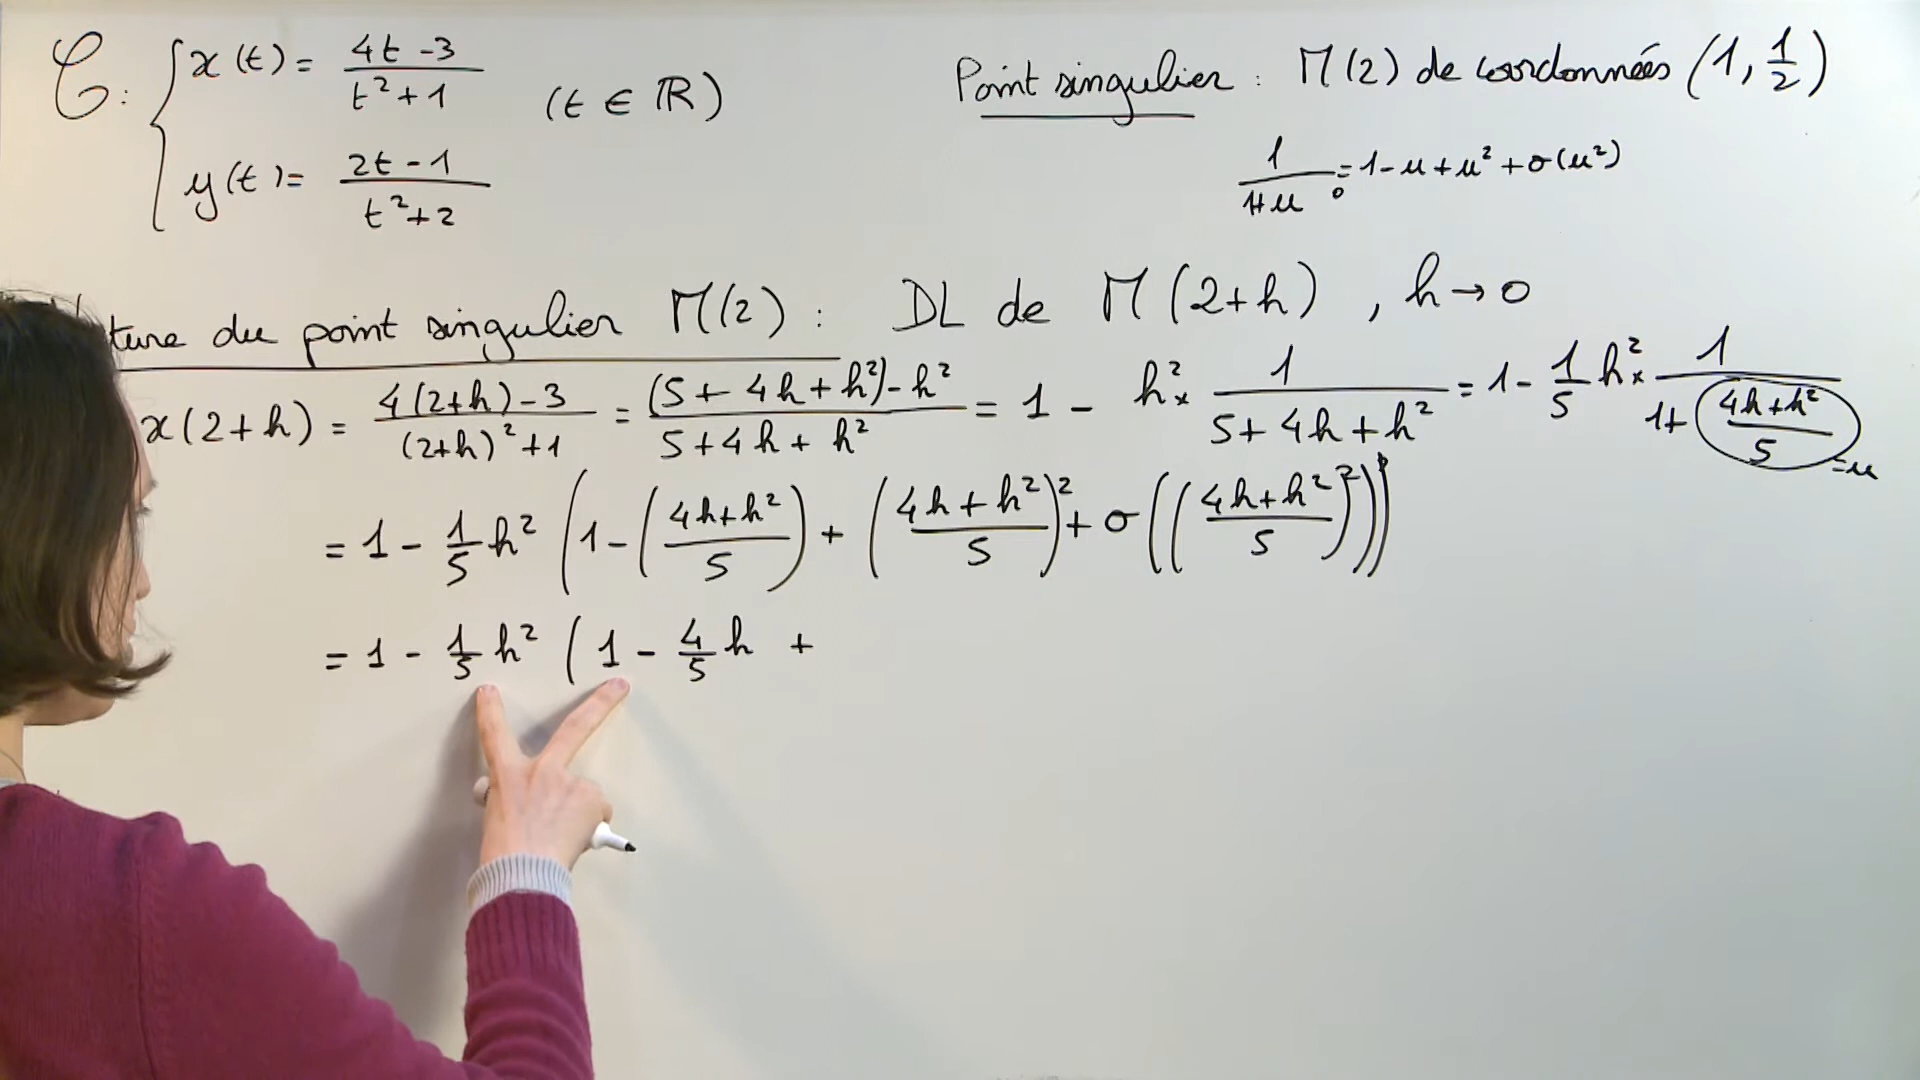 C : { x(t) = (4t - 3)/(t² + 1) (t ∈ ℝ)
y(t) = (2t - 1)/(t² + 2)
Point singulier : M(2) de coordonnées (1, 1/2)
1/(1+u) =₀ 1 - u + u² + o(u²)
ture du point singulier M(2) : DL de M(2+h) , h → 0
x(2+h) = (4(2+h) - 3)/((2+h)² + 1) = ((5 + 4h + h²) - h²)/(5 + 4h + h²) = 1 - h² × 1/(5 + 4h + h²) = 1 - 1/5 h² × 1/(1 + (4h+h²)/5) = u
= 1 - 1/5 h² (1 - ((4h+h²)/5) + ((4h+h²)/5)² + o(((4h+h²)/5)²))
= 1 - 1/5 h² (1 - 4/5 h +